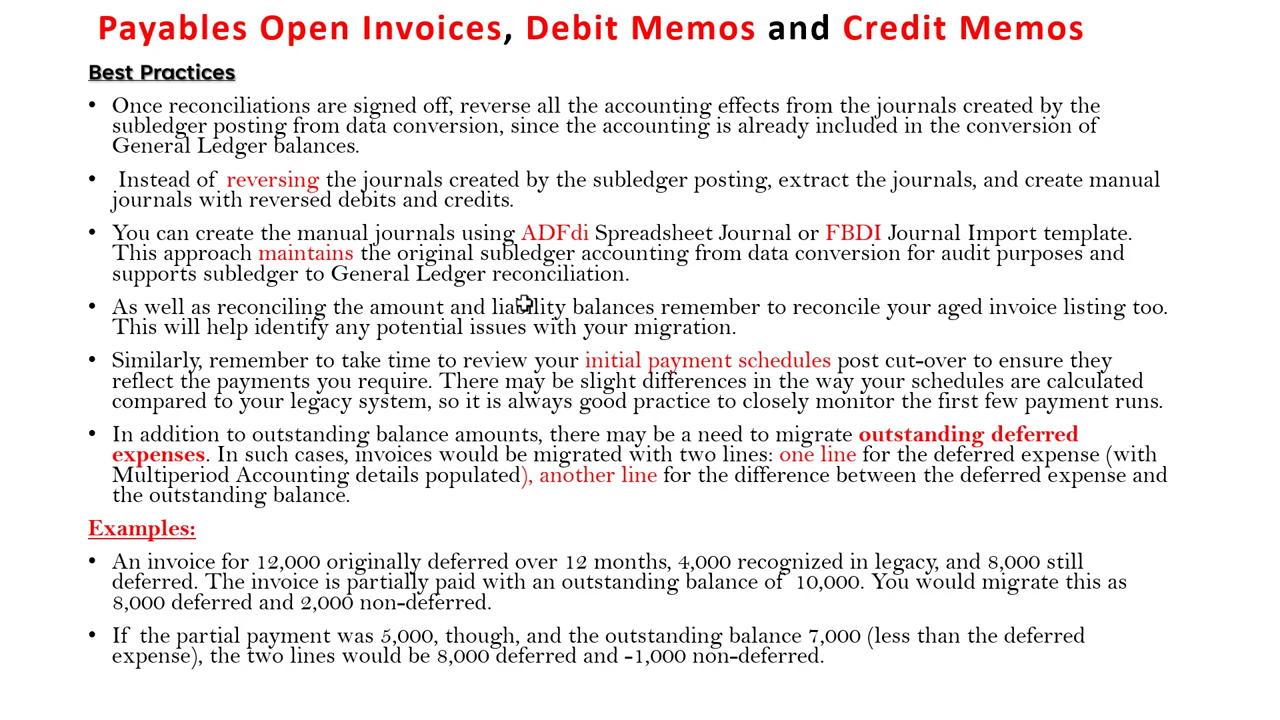 Payables Open Invoices, Debit Memos and Credit Memos
Best Practices
• Once reconciliations are signed off, reverse all the accounting effects from the journals created by the
subledger posting from data conversion, since the accounting is already included in the conversion of
General Ledger balances.
• Instead of reversing the journals created by the subledger posting, extract the journals, and create manual
journals with reversed debits and credits.
• You can create the manual journals using ADFdi Spreadsheet Journal or FBDI Journal Import template.
This approach maintains the original subledger accounting from data conversion for audit purposes and
supports subledger to General Ledger reconciliation.
• As well as reconciling the amount and liability balances remember to reconcile your aged invoice listing too.
This will help identify any potential issues with your migration.
• Similarly, remember to take time to review your initial payment schedules post cut-over to ensure they
reflect the payments you require. There may be slight differences in the way your schedules are calculated
compared to your legacy system, so it is always good practice to closely monitor the first few payment runs.
• In addition to outstanding balance amounts, there may be a need to migrate outstanding deferred
expenses. In such cases, invoices would be migrated with two lines: one line for the deferred expense (with
Multiperiod Accounting details populated), another line for the difference between the deferred expense and
the outstanding balance.
Examples:
• An invoice for 12,000 originally deferred over 12 months, 4,000 recognized in legacy, and 8,000 still
deferred. The invoice is partially paid with an outstanding balance of 10,000. You would migrate this as
8,000 deferred and 2,000 non-deferred.
• If the partial payment was 5,000, though, and the outstanding balance 7,000 (less than the deferred
expense), the two lines would be 8,000 deferred and -1,000 non-deferred.